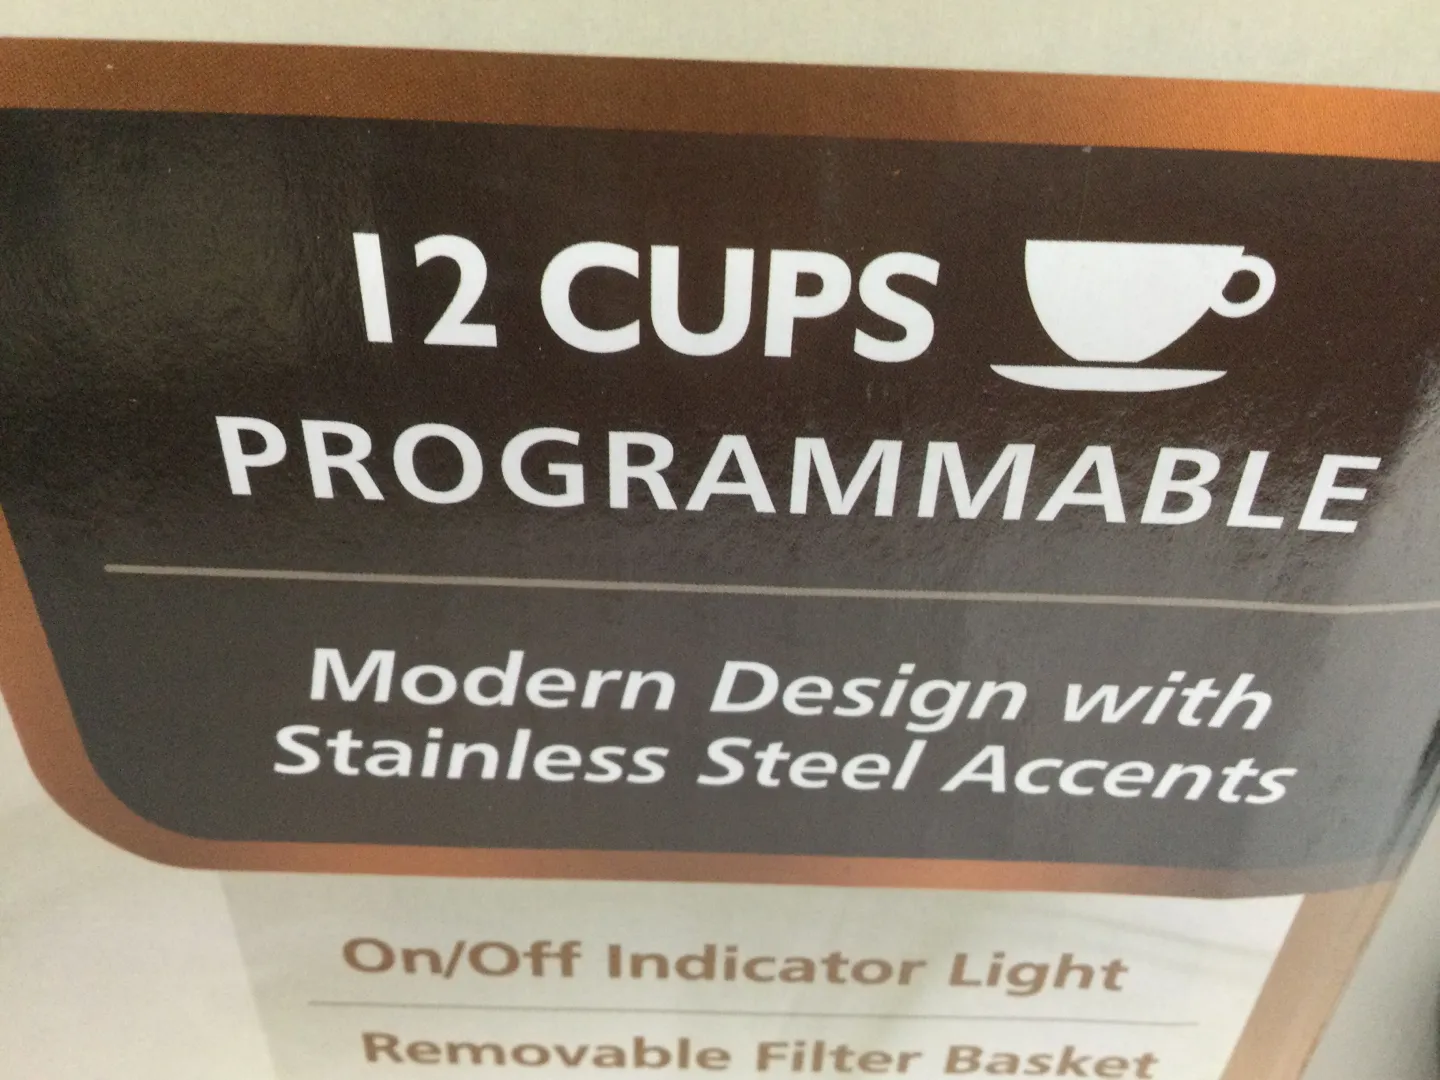 12 CUPS
PROGRAMMABLE
Modern Design with
Stainless Steel Accents
On/Off Indicator Light
Removable Filter Basket